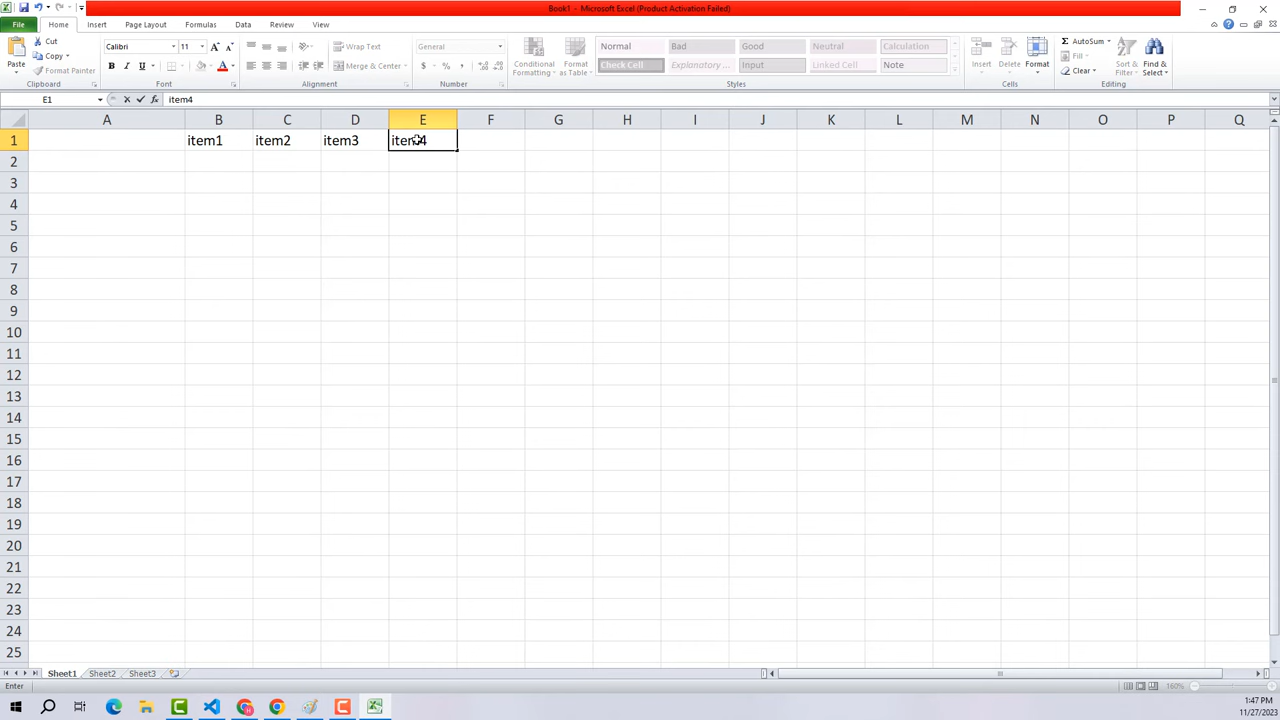 Book1 - Microsoft Excel (Product Activation Failed)
File Home Insert Page Layout Formulas Data Review View
Paste Cut Copy Format Painter Clipboard
Calibri 11 A A B I U A Font
Wrap Text Merge & Center Alignment
General $ % , Number
Conditional Formatting Format as Table
Normal Bad Good Neutral Calculation
Check Cell Explanatory... Input Linked Cell Note
Styles
Insert Delete Format Cells
AutoSum Fill Clear Sort & Filter Find & Select Editing
E1 fx item4
A B C D E F G H I J K L M N O P Q
1 item1 item2 item3 item4
2
3
4
5
6
7
8
9
10
11
12
13
14
15
16
17
18
19
20
21
22
23
24
25
Sheet1 Sheet2 Sheet3
Enter 160%
1:47 PM
11/27/2023